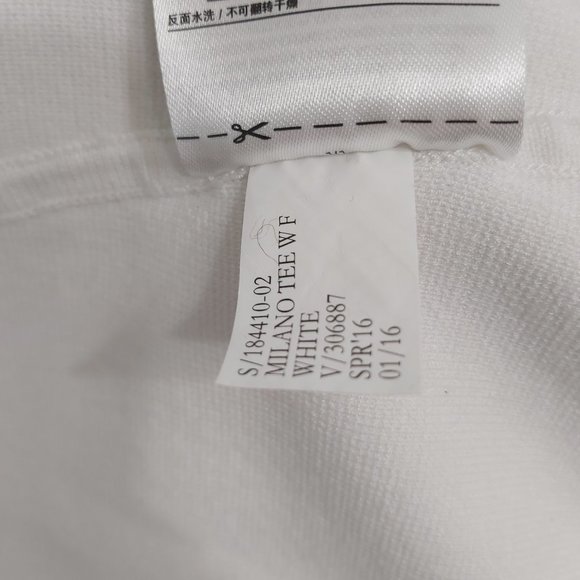 反面水洗 / 不可翻转干燥
S/184410-02
MILANO TEE W F
WHITE
V/306887
SPR'16
01/16